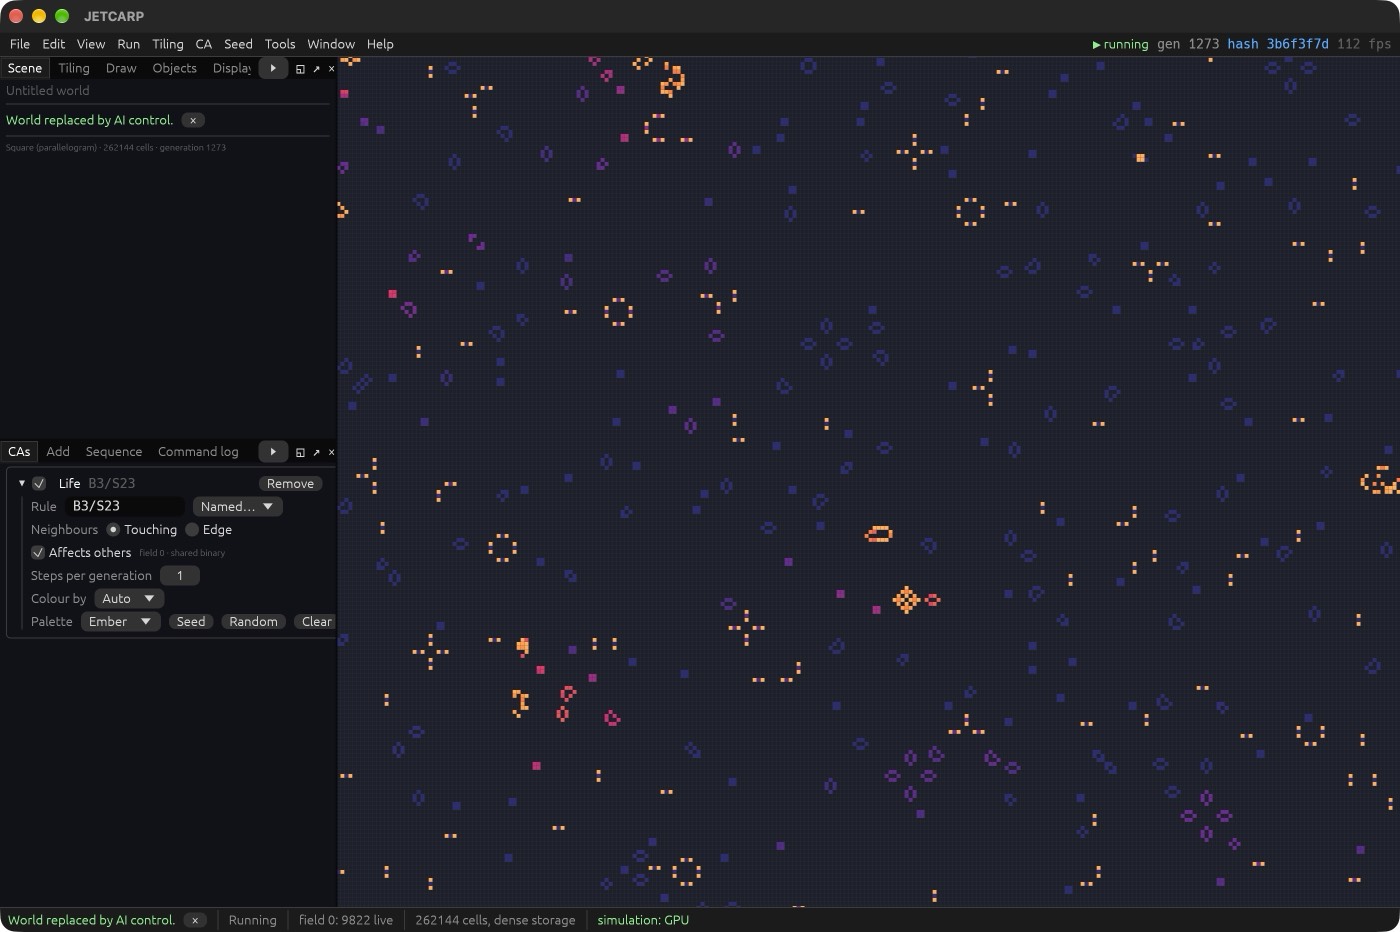 JETCARP
File Edit View Run Tiling CA Seed Tools Window Help
▶ running gen 1273 hash 3b6f3f7d 112 fps
Scene Tiling Draw Objects Display
Untitled world
World replaced by AI control. ×
Square (parallelogram) · 262144 cells · generation 1273
CAs Add Sequence Command log
Life B3/S23 Remove
Rule B3/S23 Named...
Neighbours Touching Edge
Affects others field 0 · shared binary
Steps per generation 1
Colour by Auto
Palette Ember Seed Random Clear
World replaced by AI control. × Running field 0: 9822 live 262144 cells, dense storage simulation: GPU